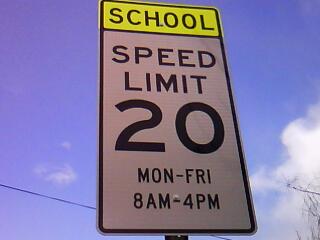 SCHOOL
SPEED
LIMIT
20
MON-FRI
8AM-4PM